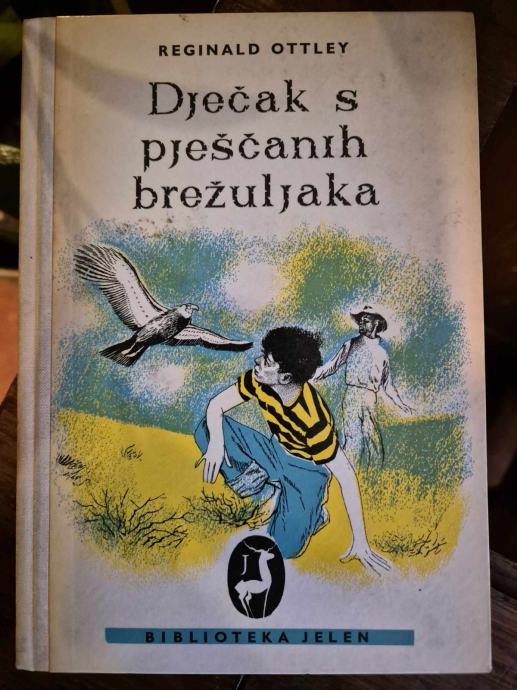 REGINALD OTTLEY
Dječak s
pješčanih
brežuljaka
J
BIBLIOTEKA JELEN